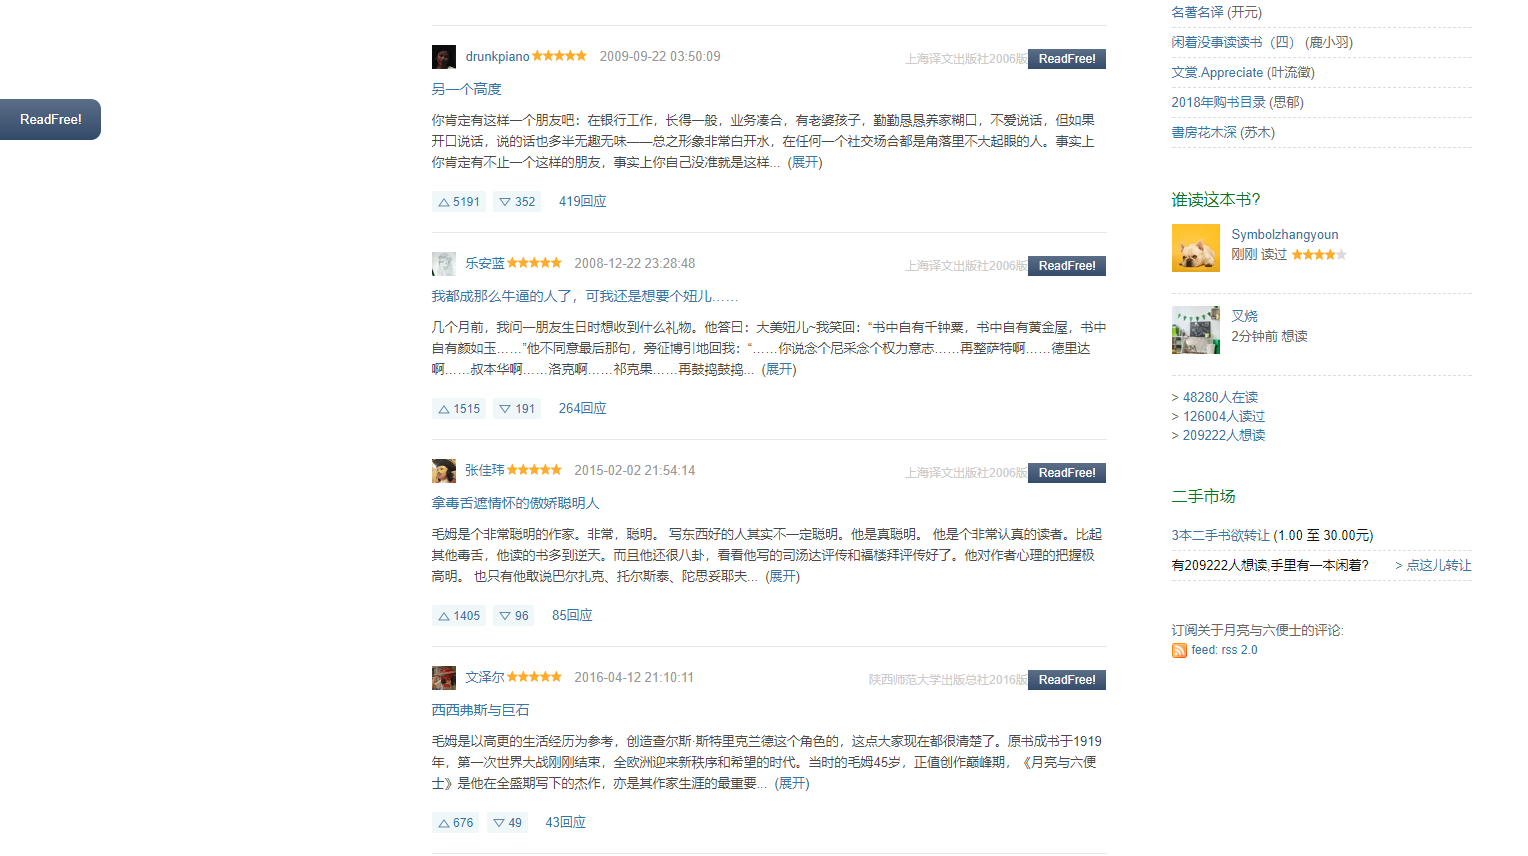 ReadFree!
drunkpiano 2009-09-22 03:50:09 上海译文出版社2006版 ReadFree!
另一个高度
你肯定有这样一个朋友吧：在银行工作，长得一般，业务凑合，有老婆孩子，勤勤恳恳养家糊口，不爱说话，但如果
开口说话，说的话也多半无趣无味——总之形象非常白开水，在任何一个社交场合都是角落里不大起眼的人。事实上
你肯定有不止一个这样的朋友，事实上你自己没准就是这样... (展开)
5191 352 419回应
乐安蓝 2008-12-22 23:28:48 上海译文出版社2006版 ReadFree!
我都成那么牛逼的人了，可我还是想要个妞儿……
几个月前，我问一朋友生日时想收到什么礼物。他答曰：大美妞儿~我笑回：“书中自有千钟粟，书中自有黄金屋，书中
自有颜如玉……”他不同意最后那句，旁征博引地回我：“……你说念个尼采念个权力意志……再整萨特啊……德里达
啊……叔本华啊……洛克啊……祁克果……再鼓捣鼓捣... (展开)
1515 191 264回应
张佳玮 2015-02-02 21:54:14 上海译文出版社2006版 ReadFree!
拿毒舌遮情怀的傲娇聪明人
毛姆是个非常聪明的作家。非常，聪明。 写东西好的人其实不一定聪明。他是真聪明。 他是个非常认真的读者。比起
其他毒舌，他读的书多到逆天。而且他还很八卦，看看他写的司汤达评传和福楼拜评传好了。他对作者心理的把握极
高明。 也只有他敢说巴尔扎克、托尔斯泰、陀思妥耶夫... (展开)
1405 96 85回应
文泽尔 2016-04-12 21:10:11 陕西师范大学出版总社2016版 ReadFree!
西西弗斯与巨石
毛姆是以高更的生活经历为参考，创造查尔斯·斯特里克兰德这个角色的，这点大家现在都很清楚了。原书成书于1919
年，第一次世界大战刚刚结束，全欧洲迎来新秩序和希望的时代。当时的毛姆45岁，正值创作巅峰期，《月亮与六便
士》是他在全盛期写下的杰作，亦是其作家生涯的最重要... (展开)
676 49 43回应
名著名译 (开元)
闲着没事读读书（四） (鹿小羽)
文堂.Appreciate (叶流徵)
2018年购书目录 (思郁)
書房花木深 (苏木)
谁读这本书?
Symbolzhangyoun
刚刚 读过
叉烧
2分钟前 想读
> 48280人在读
> 126004人读过
> 209222人想读
二手市场
3本二手书欲转让 (1.00 至 30.00元)
有209222人想读,手里有一本闲着? > 点这儿转让
订阅关于月亮与六便士的评论:
feed: rss 2.0